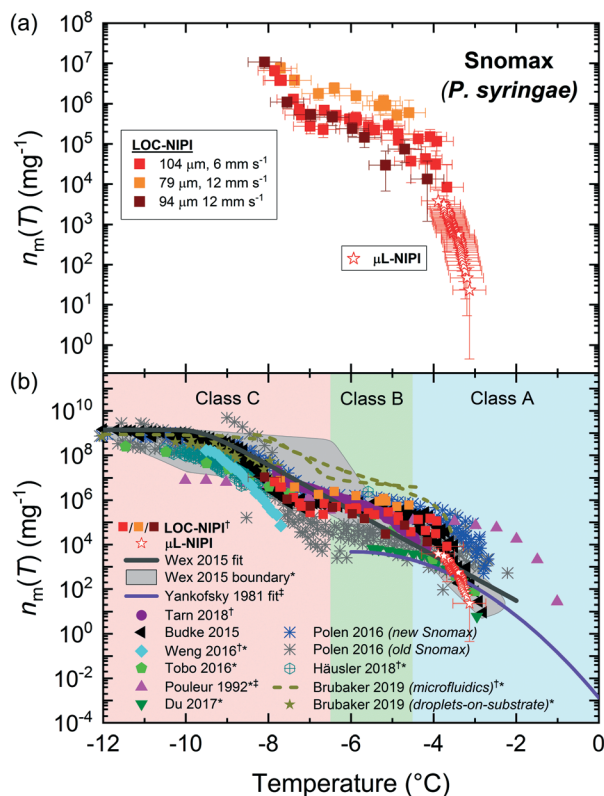 (a)
10⁸
10⁷
10⁶
10⁵
10⁴
10³
10²
10¹
10⁰
nₘ(T) (mg⁻¹)
Snomax
(P. syringae)
LOC-NIPI
104 μm, 6 mm s⁻¹
79 μm, 12 mm s⁻¹
94 μm 12 mm s⁻¹
μL-NIPI
(b)
Class C Class B Class A
10¹⁰
10⁸
10⁶
10⁴
10²
10⁰
10⁻²
10⁻⁴
nₘ(T) (mg⁻¹)
/ / LOC-NIPI†
μL-NIPI
Wex 2015 fit
Wex 2015 boundary*
Yankofsky 1981 fit‡
Tarn 2018†
Budke 2015
Weng 2016†*
Tobo 2016*
Pouleur 1992*‡
Du 2017*
Polen 2016 (new Snomax)
Polen 2016 (old Snomax)
Häusler 2018†*
Brubaker 2019 (microfluidics)†*
Brubaker 2019 (droplets-on-substrate)*
-12 -10 -8 -6 -4 -2 0
Temperature (°C)